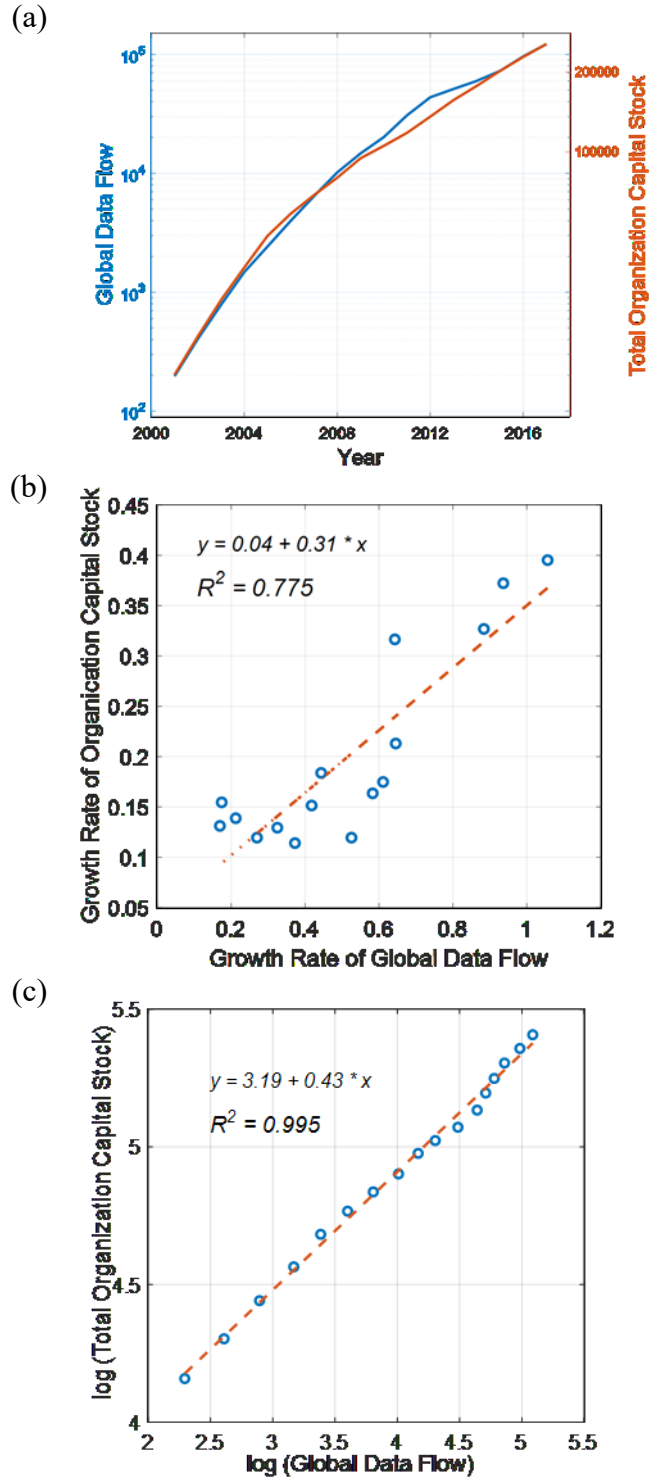 (a)
10^5
10^4
10^3
10^2
Global Data Flow
200000
100000
Total Organization Capital Stock
2000 2004 2008 2012 2016
Year
(b)
y = 0.04 + 0.31 * x
R^2 = 0.775
0.45
0.4
0.35
0.3
0.25
0.2
0.15
0.1
0.05
Growth Rate of Organication Capital Stock
0 0.2 0.4 0.6 0.8 1 1.2
Growth Rate of Global Data Flow
(c)
y = 3.19 + 0.43 * x
R^2 = 0.995
5.5
5
4.5
4
log (Total Organization Capital Stock)
2 2.5 3 3.5 4 4.5 5 5.5
log (Global Data Flow)